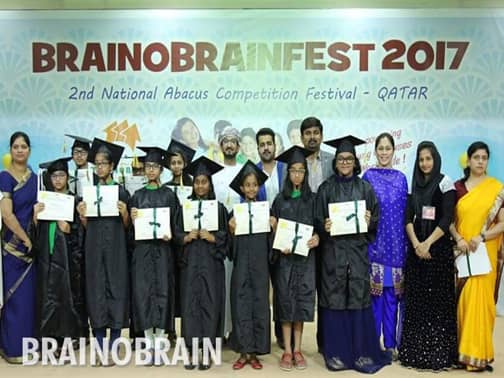 BRAINOBRAINFEST 2017
2nd National Abacus Competition Festival - QATAR
BRAINOBRAIN